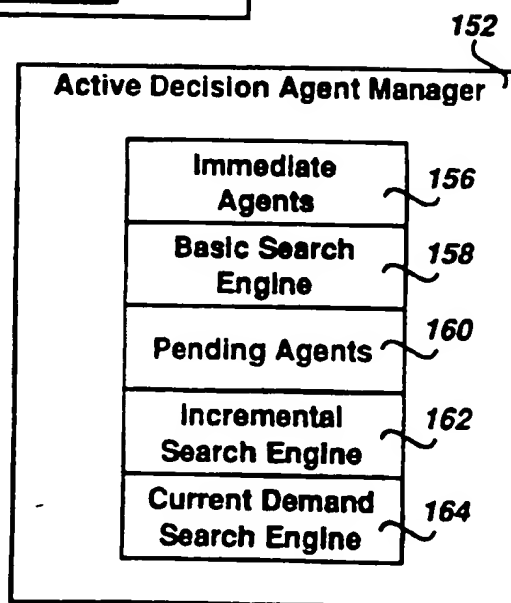 152
Active Decision Agent Manager
Immediate
Agents
156
Basic Search
Engine
158
Pending Agents
160
Incremental
Search Engine
162
Current Demand
Search Engine
164